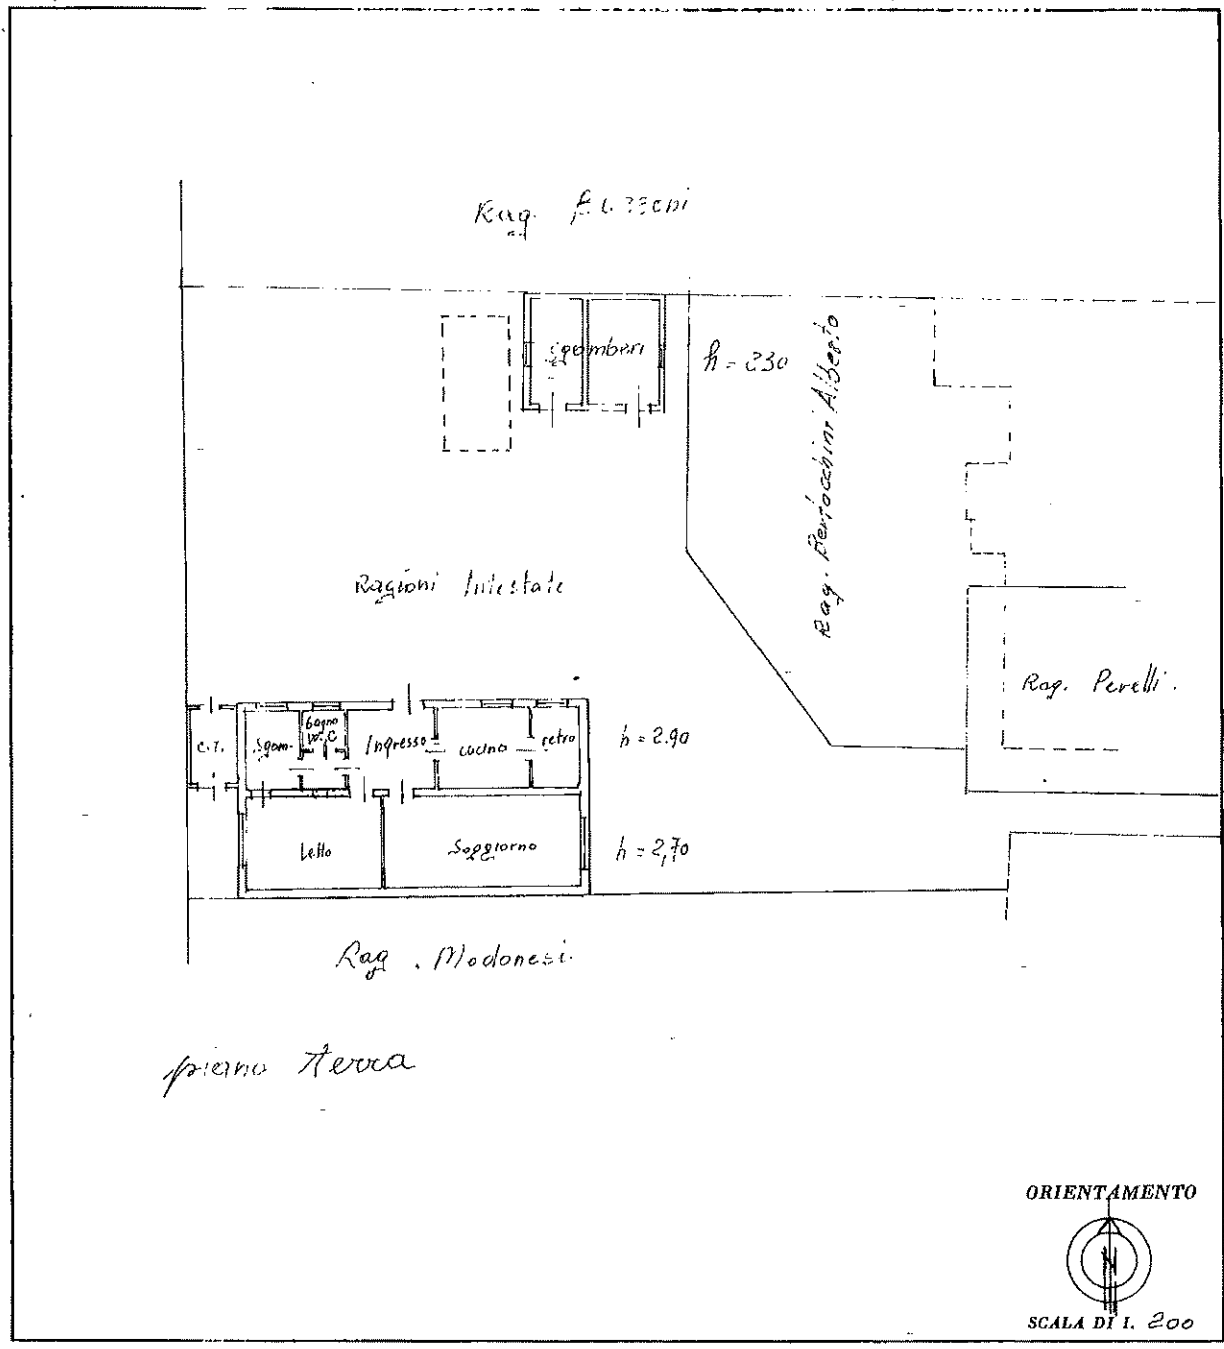 Rag.
Sgomberi
h = 230
Rag. Bertocchini Alberto
Ragioni Intestate
Rag. Perelli.
C.T.
Sgom.
bagno
W.C
Ingresso
cucina
retro
h = 2.90
Letto
Soggiorno
h = 2,70
Rag. Modonesi.
piano terra
ORIENTAMENTO
N
SCALA DI 1. 200